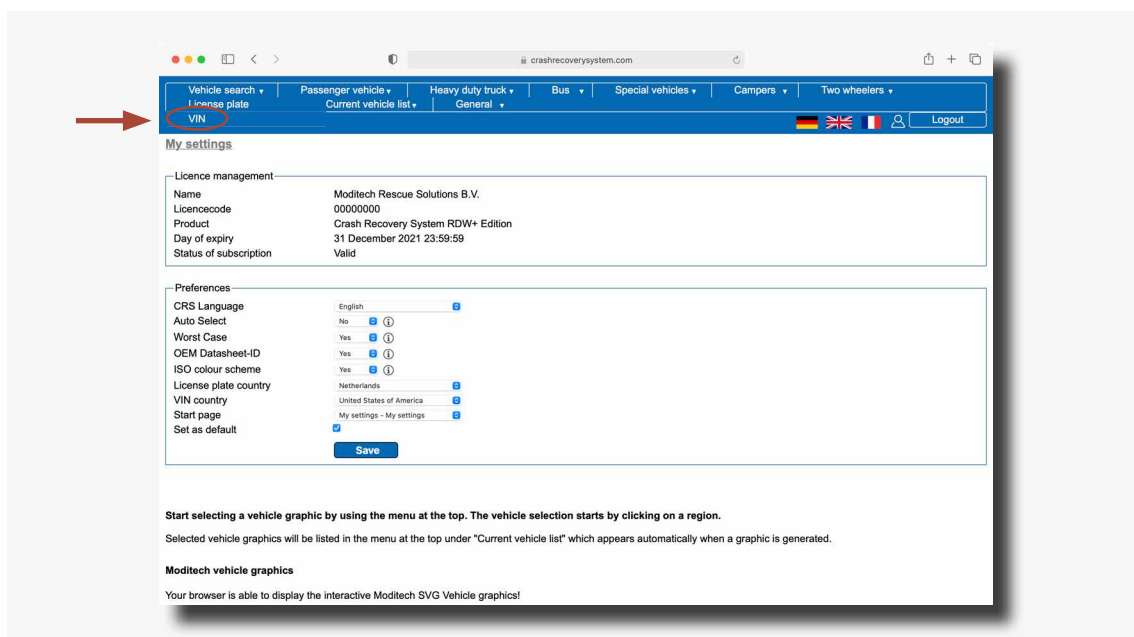 crashrecoverysystem.com
Vehicle search ▾ Passenger vehicle ▾ Heavy duty truck ▾ Bus ▾ Special vehicles ▾ Campers ▾ Two wheelers ▾
License plate Current vehicle list ▾ General ▾
VIN
Logout
My settings
Licence management
Name Moditech Rescue Solutions B.V.
Licencecode 00000000
Product Crash Recovery System RDW+ Edition
Day of expiry 31 December 2021 23:59:59
Status of subscription Valid
Preferences
CRS Language English
Auto Select No
Worst Case Yes
OEM Datasheet-ID Yes
ISO colour scheme Yes
License plate country Netherlands
VIN country United States of America
Start page My settings - My settings
Set as default
Save
Start selecting a vehicle graphic by using the menu at the top. The vehicle selection starts by clicking on a region.
Selected vehicle graphics will be listed in the menu at the top under "Current vehicle list" which appears automatically when a graphic is generated.
Moditech vehicle graphics
Your browser is able to display the interactive Moditech SVG Vehicle graphics!